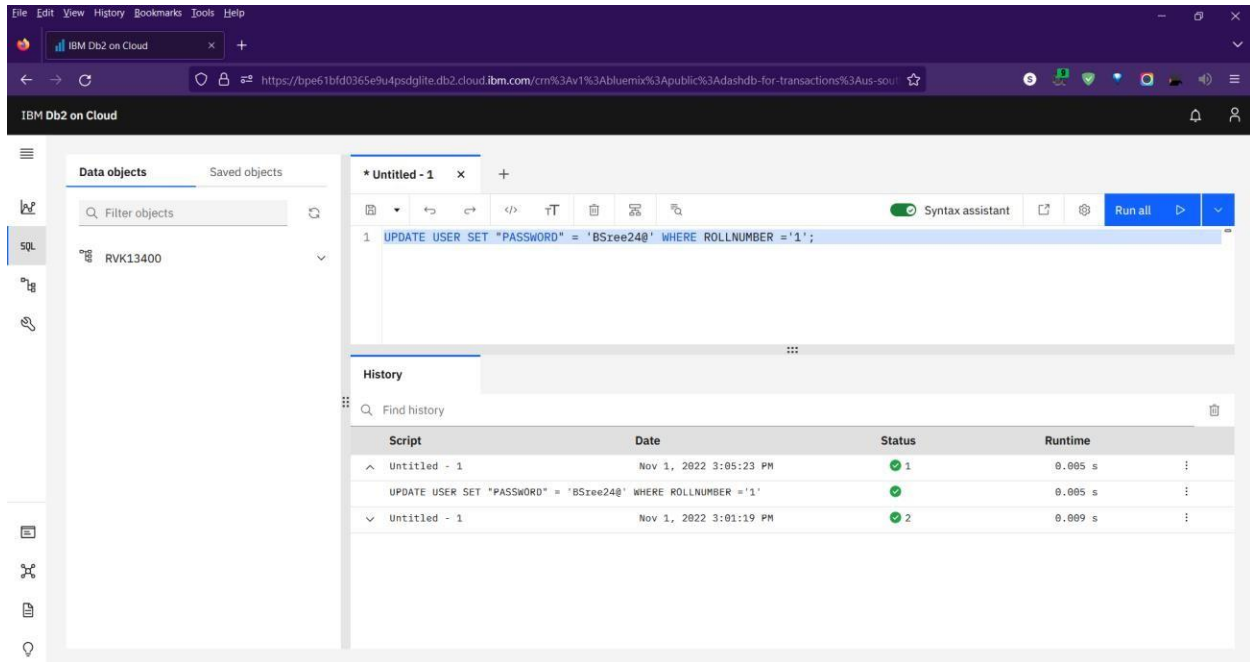 File Edit View History Bookmarks Tools Help
IBM Db2 on Cloud
https://bpe61bfd0365e9u4psdglite.db2.cloud.ibm.com/crn%3Av1%3Abluemix%3Apublic%3Adashdb-for-transactions%3Aus-sout
IBM Db2 on Cloud
Data objects Saved objects
* Untitled - 1
Filter objects
Syntax assistant Run all
1 UPDATE USER SET "PASSWORD" = 'BSree24@' WHERE ROLLNUMBER ='1';
SQL
RVK13400
History
Find history
Script Date Status Runtime
Untitled - 1 Nov 1, 2022 3:05:23 PM 1 0.005 s
UPDATE USER SET "PASSWORD" = 'BSree24@' WHERE ROLLNUMBER ='1' 0.005 s
Untitled - 1 Nov 1, 2022 3:01:19 PM 2 0.009 s